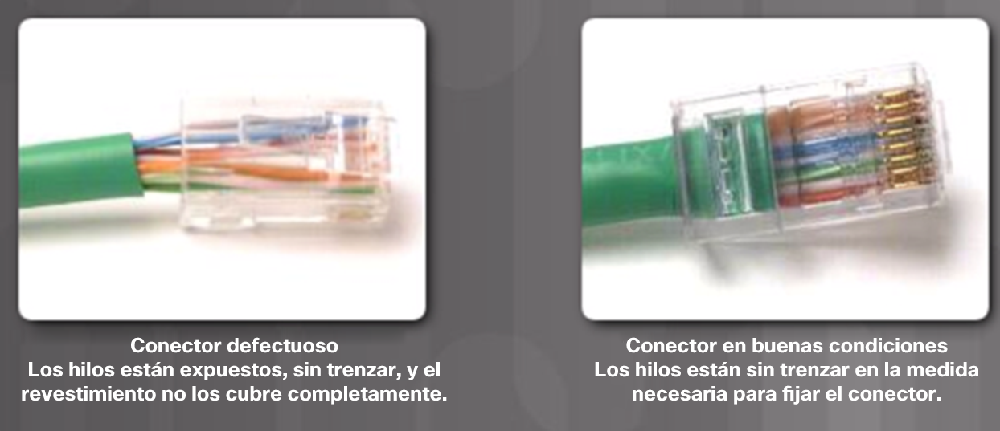 Conector defectuoso
Los hilos están expuestos, sin trenzar, y el
revestimiento no los cubre completamente.
Conector en buenas condiciones
Los hilos están sin trenzar en la medida
necesaria para fijar el conector.